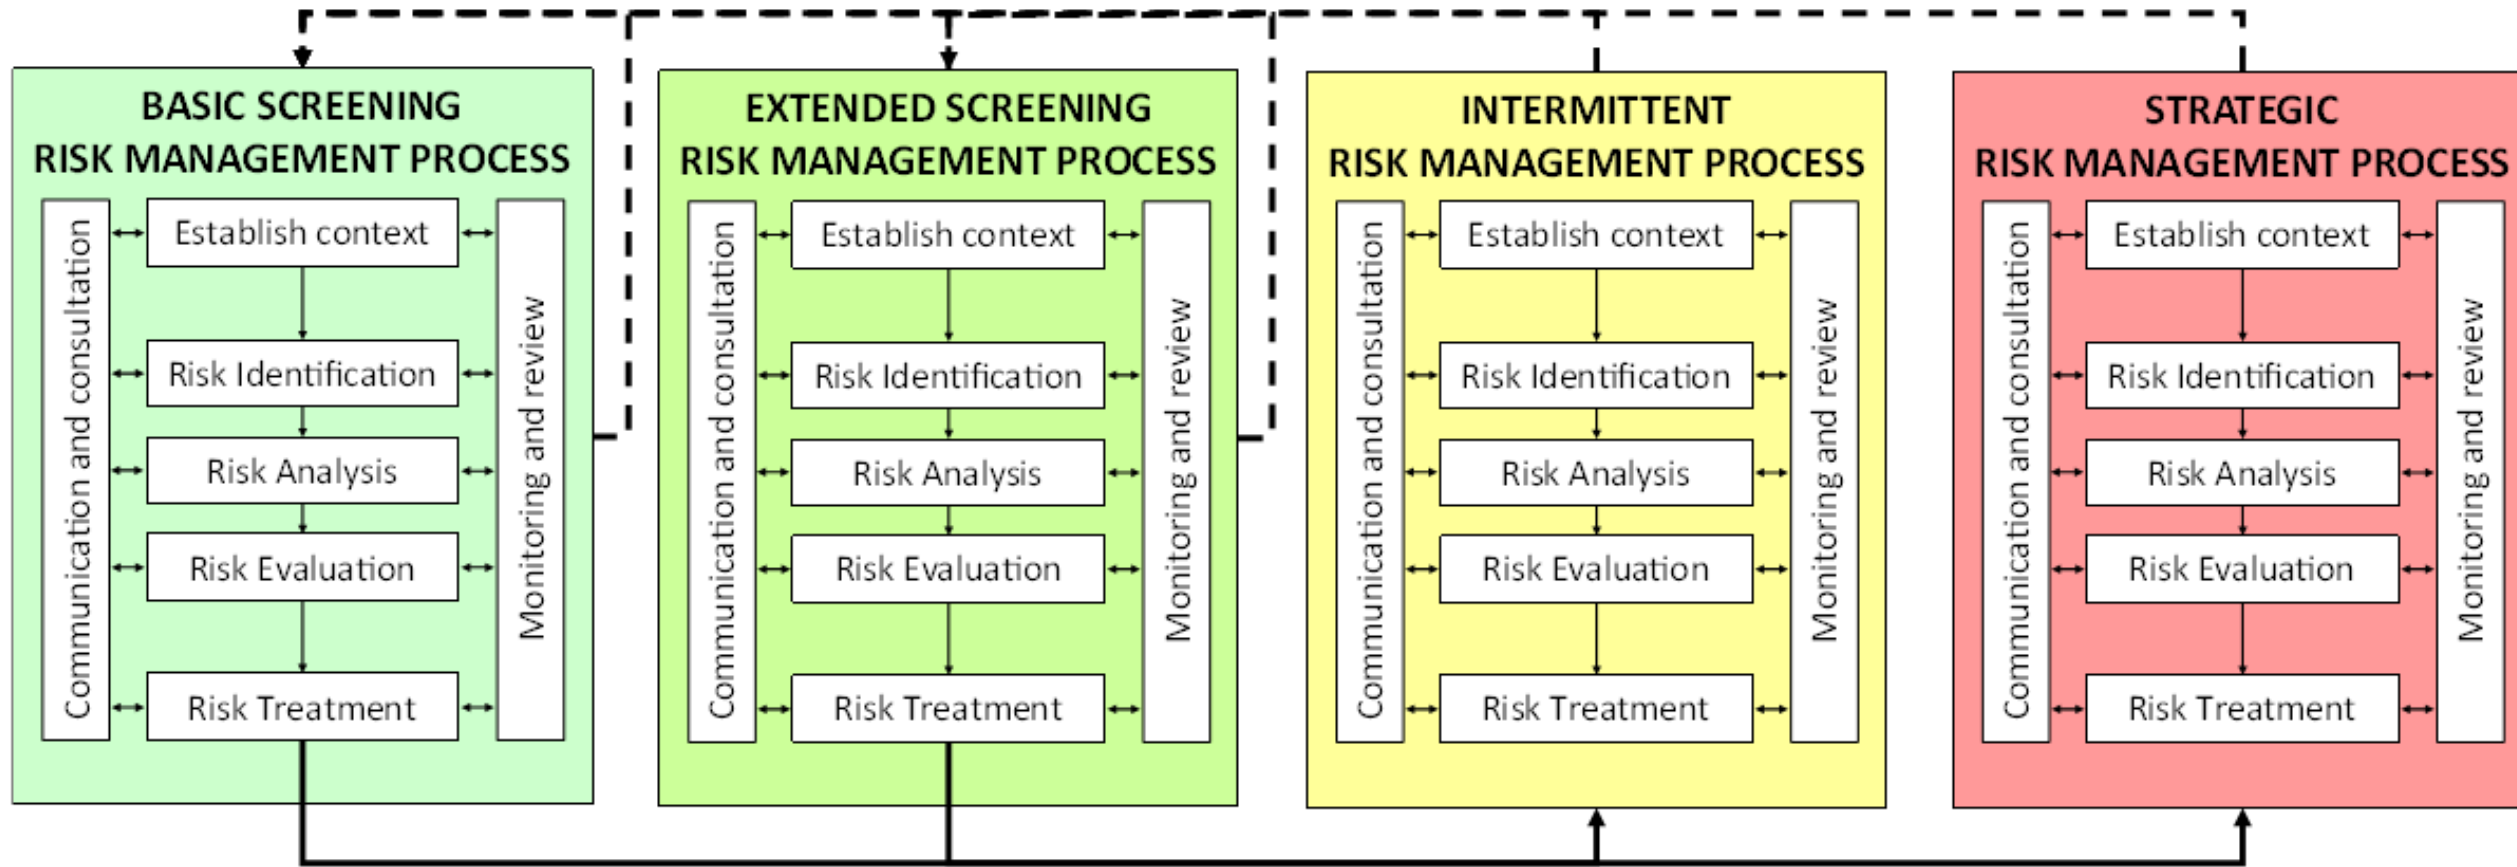 BASIC SCREENING
RISK MANAGEMENT PROCESS
Communication and consultation
Establish context
Risk Identification
Risk Analysis
Risk Evaluation
Risk Treatment
Monitoring and review
EXTENDED SCREENING
RISK MANAGEMENT PROCESS
Communication and consultation
Establish context
Risk Identification
Risk Analysis
Risk Evaluation
Risk Treatment
Monitoring and review
INTERMITTENT
RISK MANAGEMENT PROCESS
Communication and consultation
Establish context
Risk Identification
Risk Analysis
Risk Evaluation
Risk Treatment
Monitoring and review
STRATEGIC
RISK MANAGEMENT PROCESS
Communication and consultation
Establish context
Risk Identification
Risk Analysis
Risk Evaluation
Risk Treatment
Monitoring and review